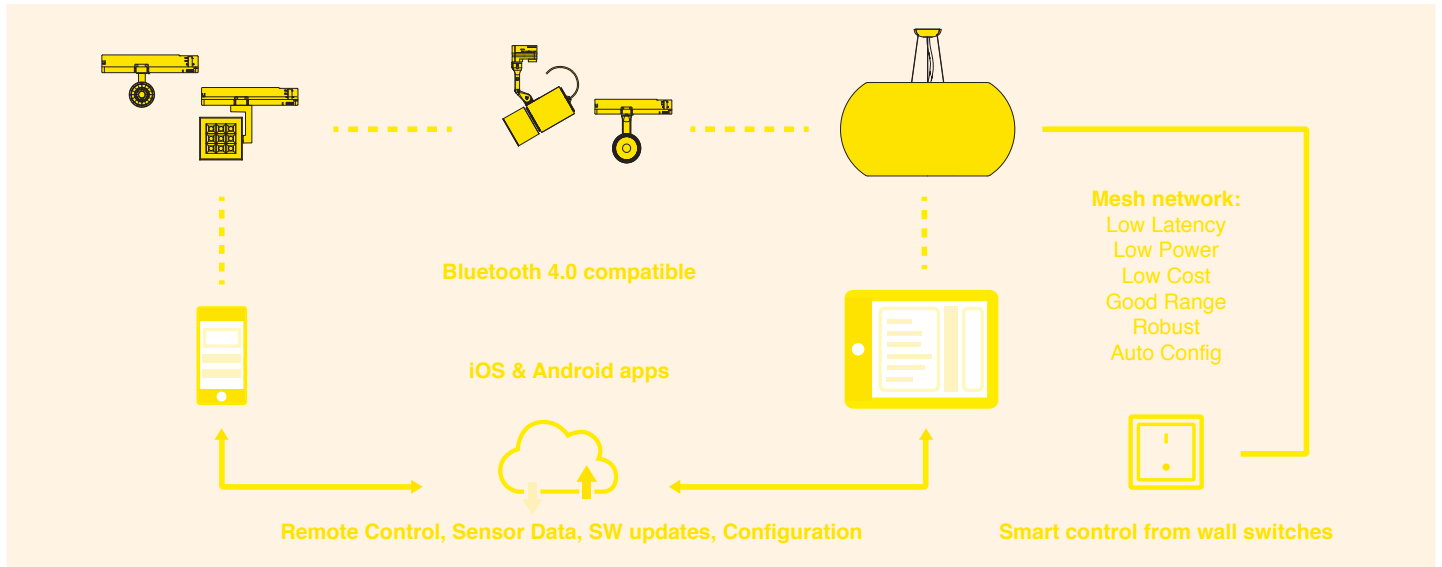 Mesh network:
Low Latency
Low Power
Low Cost
Good Range
Robust
Auto Config
Bluetooth 4.0 compatible
iOS & Android apps
Remote Control, Sensor Data, SW updates, Configuration
Smart control from wall switches